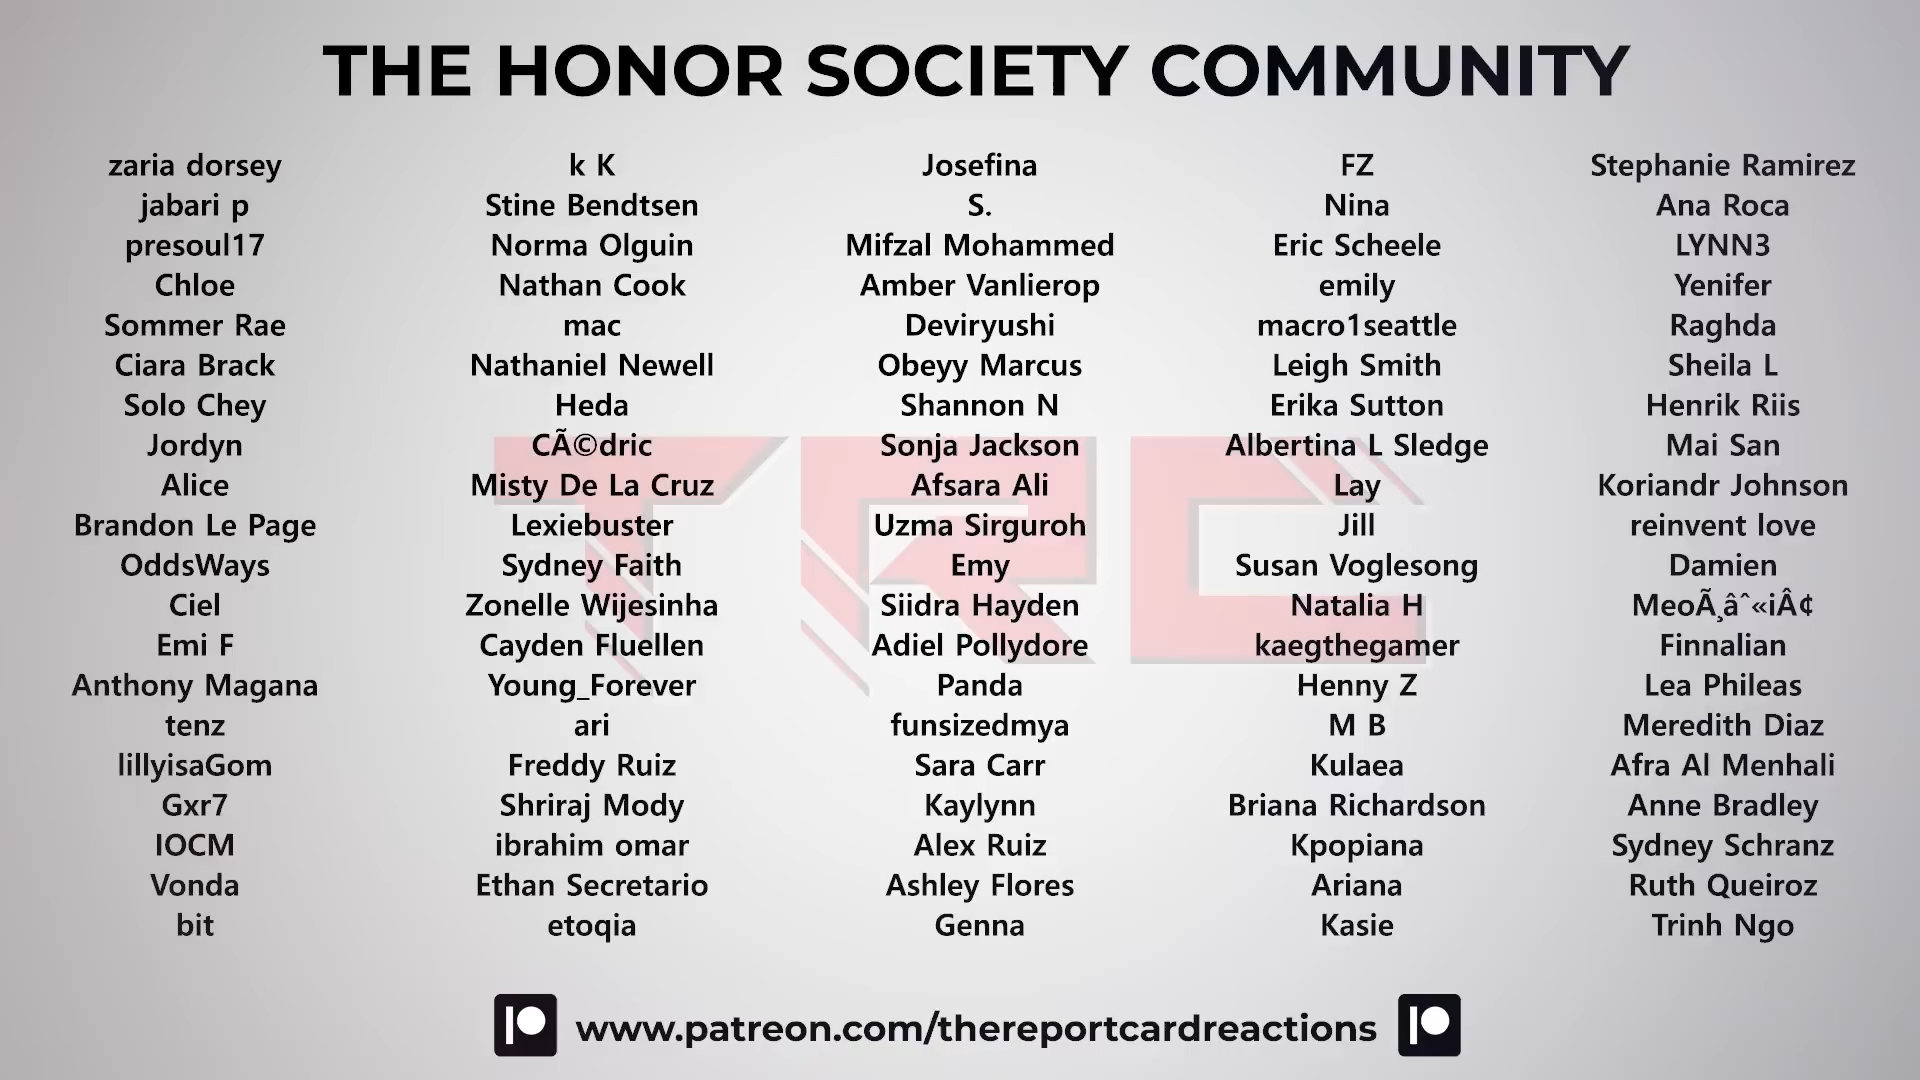 THE HONOR SOCIETY COMMUNITY
zaria dorsey
jabari p
presoul17
Chloe
Sommer Rae
Ciara Brack
Solo Chey
Jordyn
Alice
Brandon Le Page
OddsWays
Ciel
Emi F
Anthony Magana
tenz
lillyisaGom
Gxr7
IOCM
Vonda
bit
k K
Stine Bendtsen
Norma Olguin
Nathan Cook
mac
Nathaniel Newell
Heda
CÃ©dric
Misty De La Cruz
Lexiebuster
Sydney Faith
Zonelle Wijesinha
Cayden Fluellen
Young_Forever
ari
Freddy Ruiz
Shriraj Mody
ibrahim omar
Ethan Secretario
etoqia
Josefina
S.
Mifzal Mohammed
Amber Vanlierop
Deviryushi
Obeyy Marcus
Shannon N
Sonja Jackson
Afsara Ali
Uzma Sirguroh
Emy
Siidra Hayden
Adiel Pollydore
Panda
funsizedmya
Sara Carr
Kaylynn
Alex Ruiz
Ashley Flores
Genna
FZ
Nina
Eric Scheele
emily
macro1seattle
Leigh Smith
Erika Sutton
Albertina L Sledge
Lay
Jill
Susan Voglesong
Natalia H
kaegthegamer
Henny Z
M B
Kulaea
Briana Richardson
Kpopiana
Ariana
Kasie
Stephanie Ramirez
Ana Roca
LYNN3
Yenifer
Raghda
Sheila L
Henrik Riis
Mai San
Koriandr Johnson
reinvent love
Damien
MeoÃ¸âˆ«iÂ¢
Finnalian
Lea Phileas
Meredith Diaz
Afra Al Menhali
Anne Bradley
Sydney Schranz
Ruth Queiroz
Trinh Ngo
TRC
www.patreon.com/thereportcardreactions